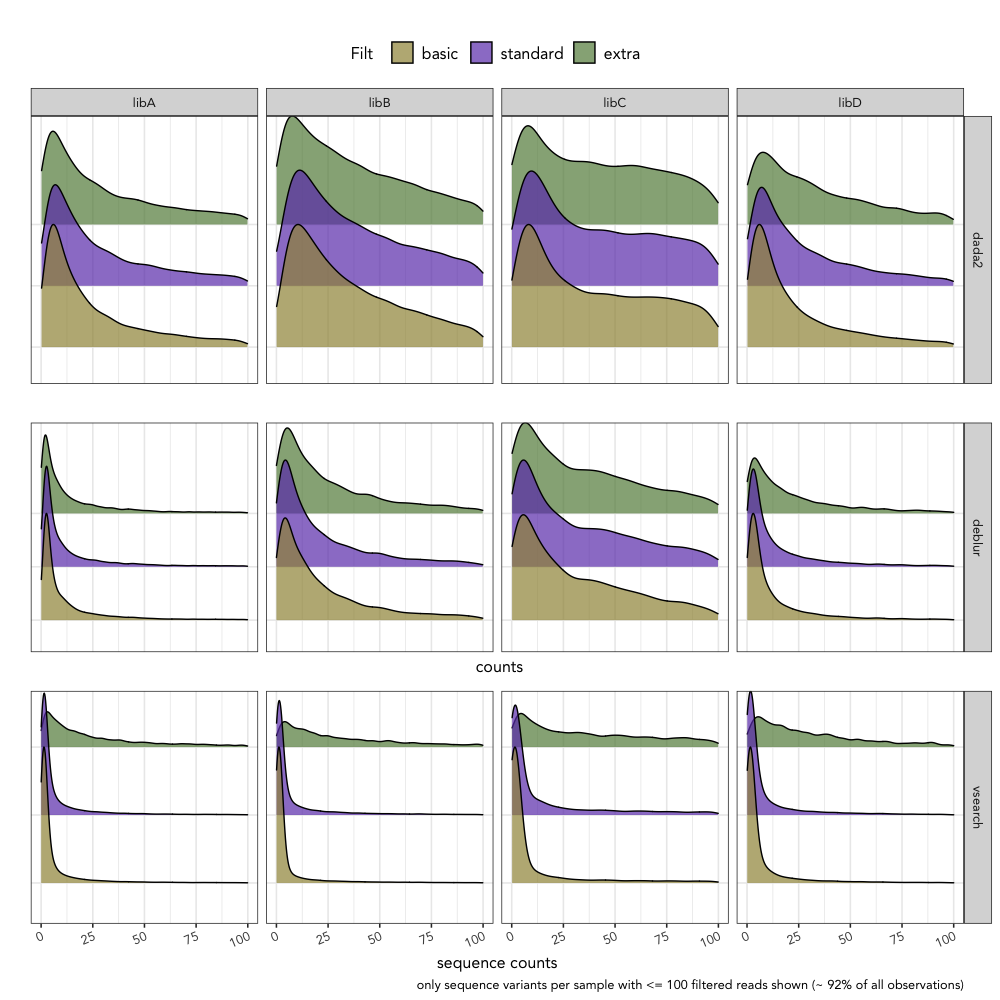 Filt basic standard extra
libA libB libC libD
dada2
deblur
counts
vsearch
0 25 50 75 100 0 25 50 75 100 0 25 50 75 100 0 25 50 75 100
sequence counts
only sequence variants per sample with <= 100 filtered reads shown (~ 92% of all observations)